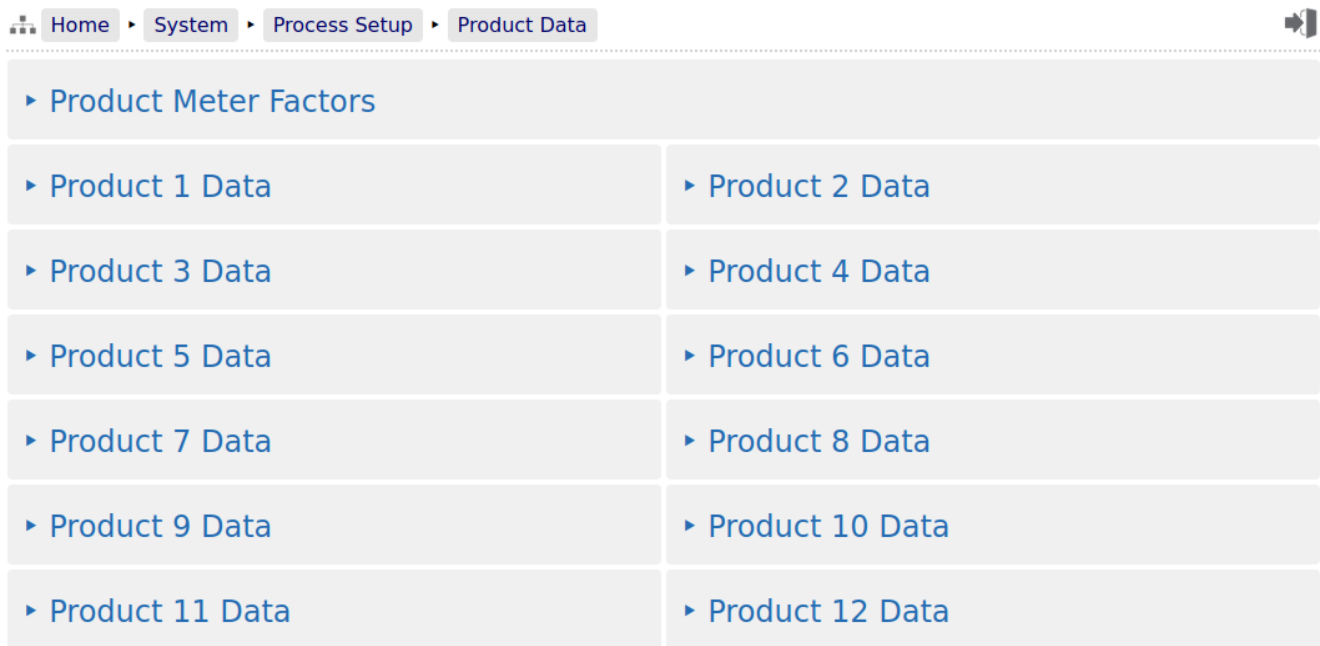 Home ‣ System ‣ Process Setup ‣ Product Data
Product Meter Factors
Product 1 Data
Product 2 Data
Product 3 Data
Product 4 Data
Product 5 Data
Product 6 Data
Product 7 Data
Product 8 Data
Product 9 Data
Product 10 Data
Product 11 Data
Product 12 Data